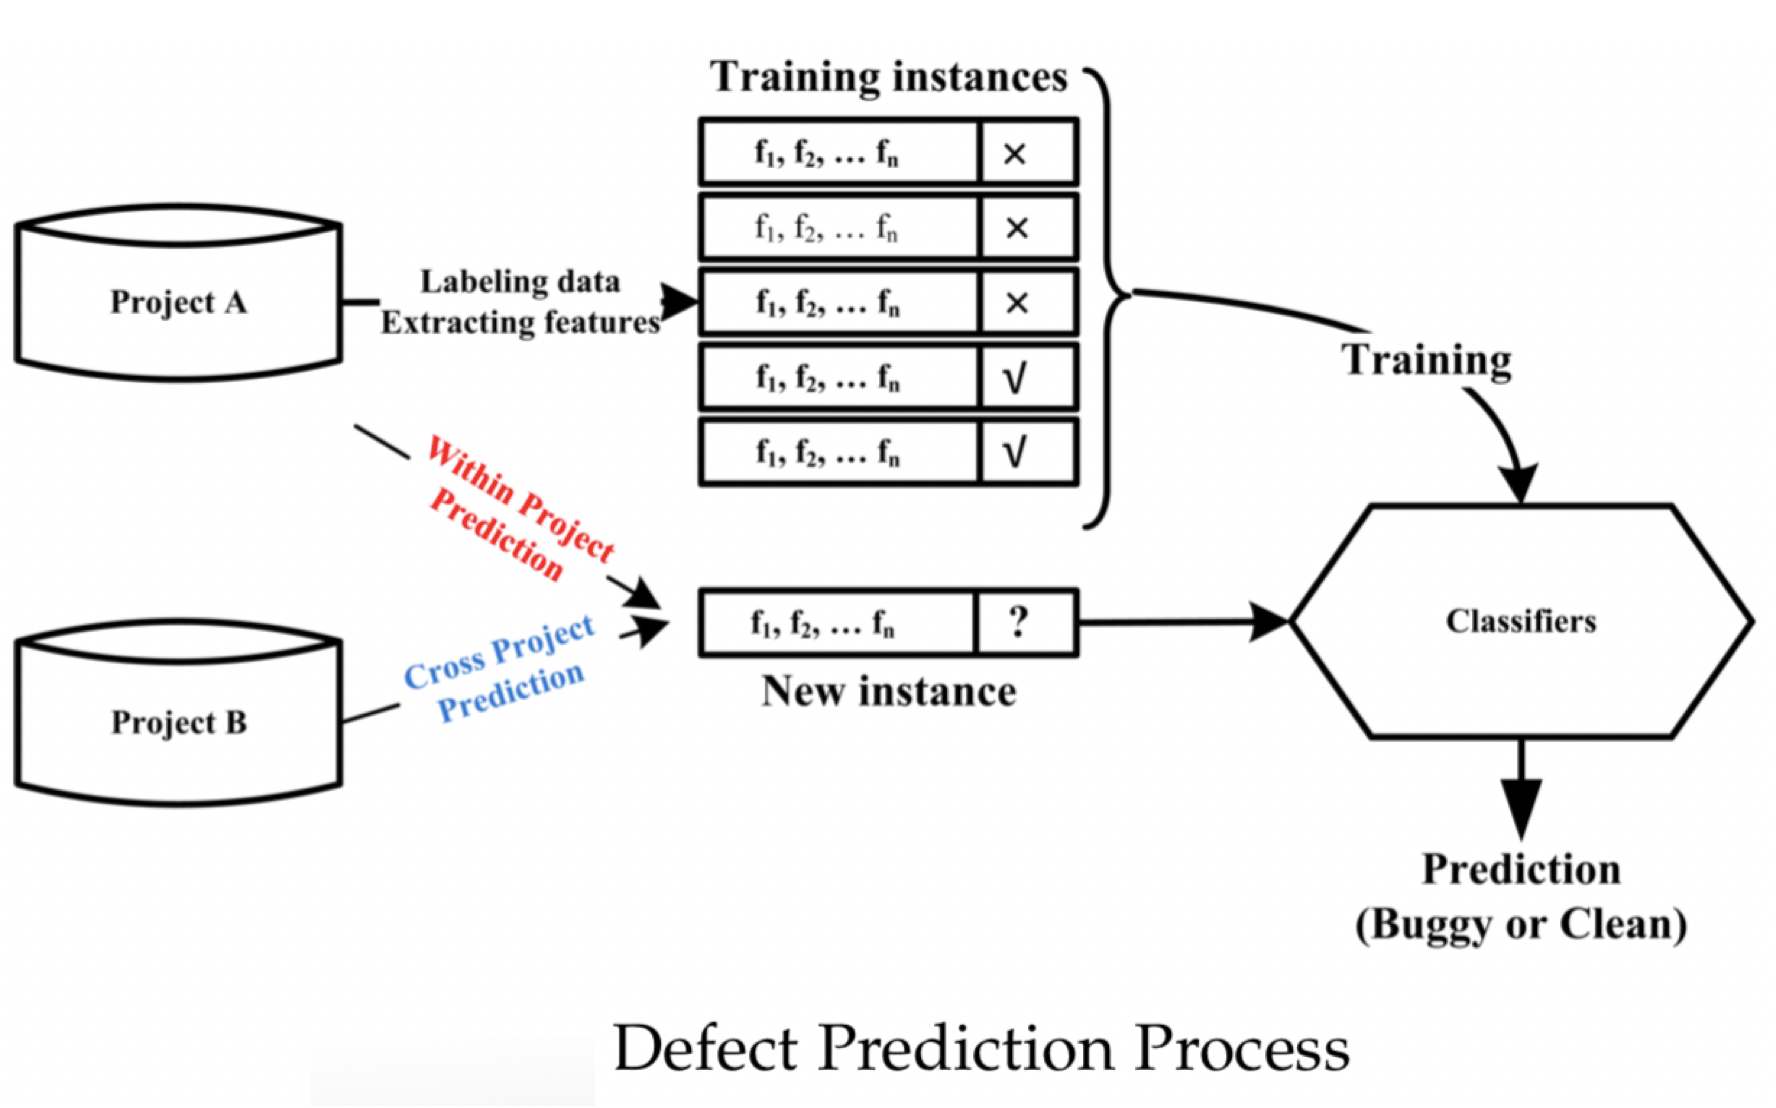 Training instances
f₁, f₂, ... fₙ ×
f₁, f₂, ... fₙ ×
f₁, f₂, ... fₙ ×
f₁, f₂, ... fₙ √
f₁, f₂, ... fₙ √
Project A
Labeling data
Extracting features
Training
Within Project
Prediction
Cross Project
Prediction
Project B
f₁, f₂, ... fₙ ?
New instance
Classifiers
Prediction
(Buggy or Clean)
Defect Prediction Process